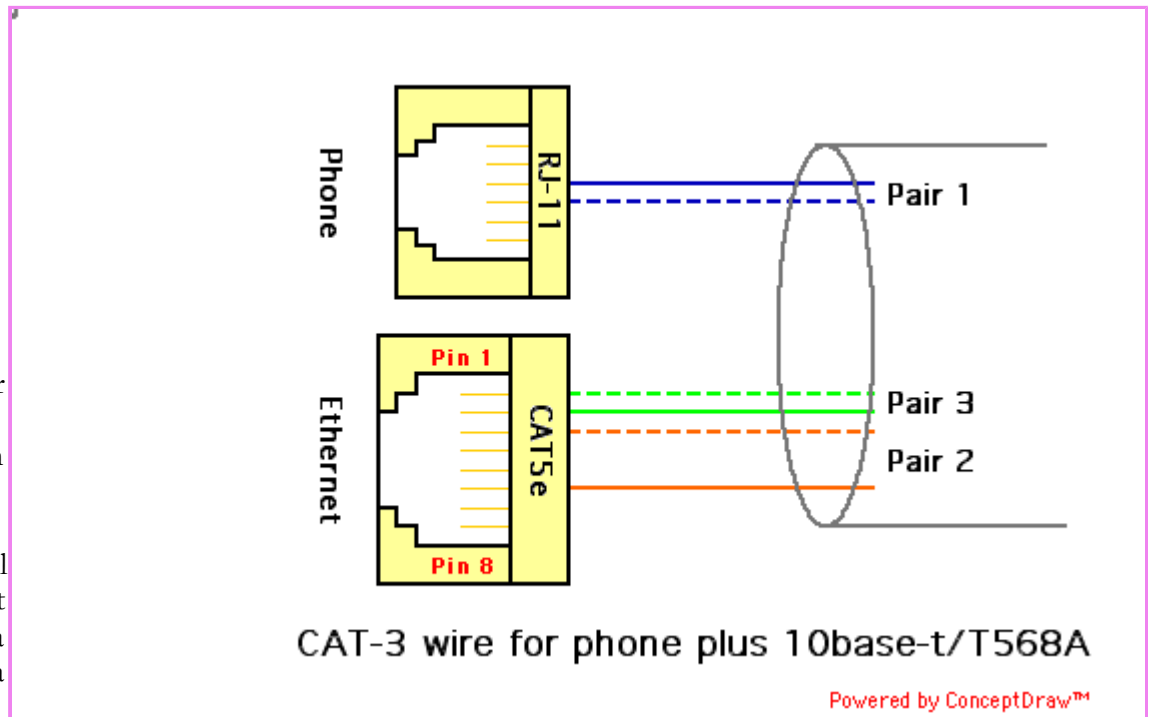 Phone
RJ-11
Pair 1
Ethernet
Pin 1
CAT5e
Pin 8
Pair 3
Pair 2
CAT-3 wire for phone plus 10base-t/T568A
Powered by ConceptDraw™